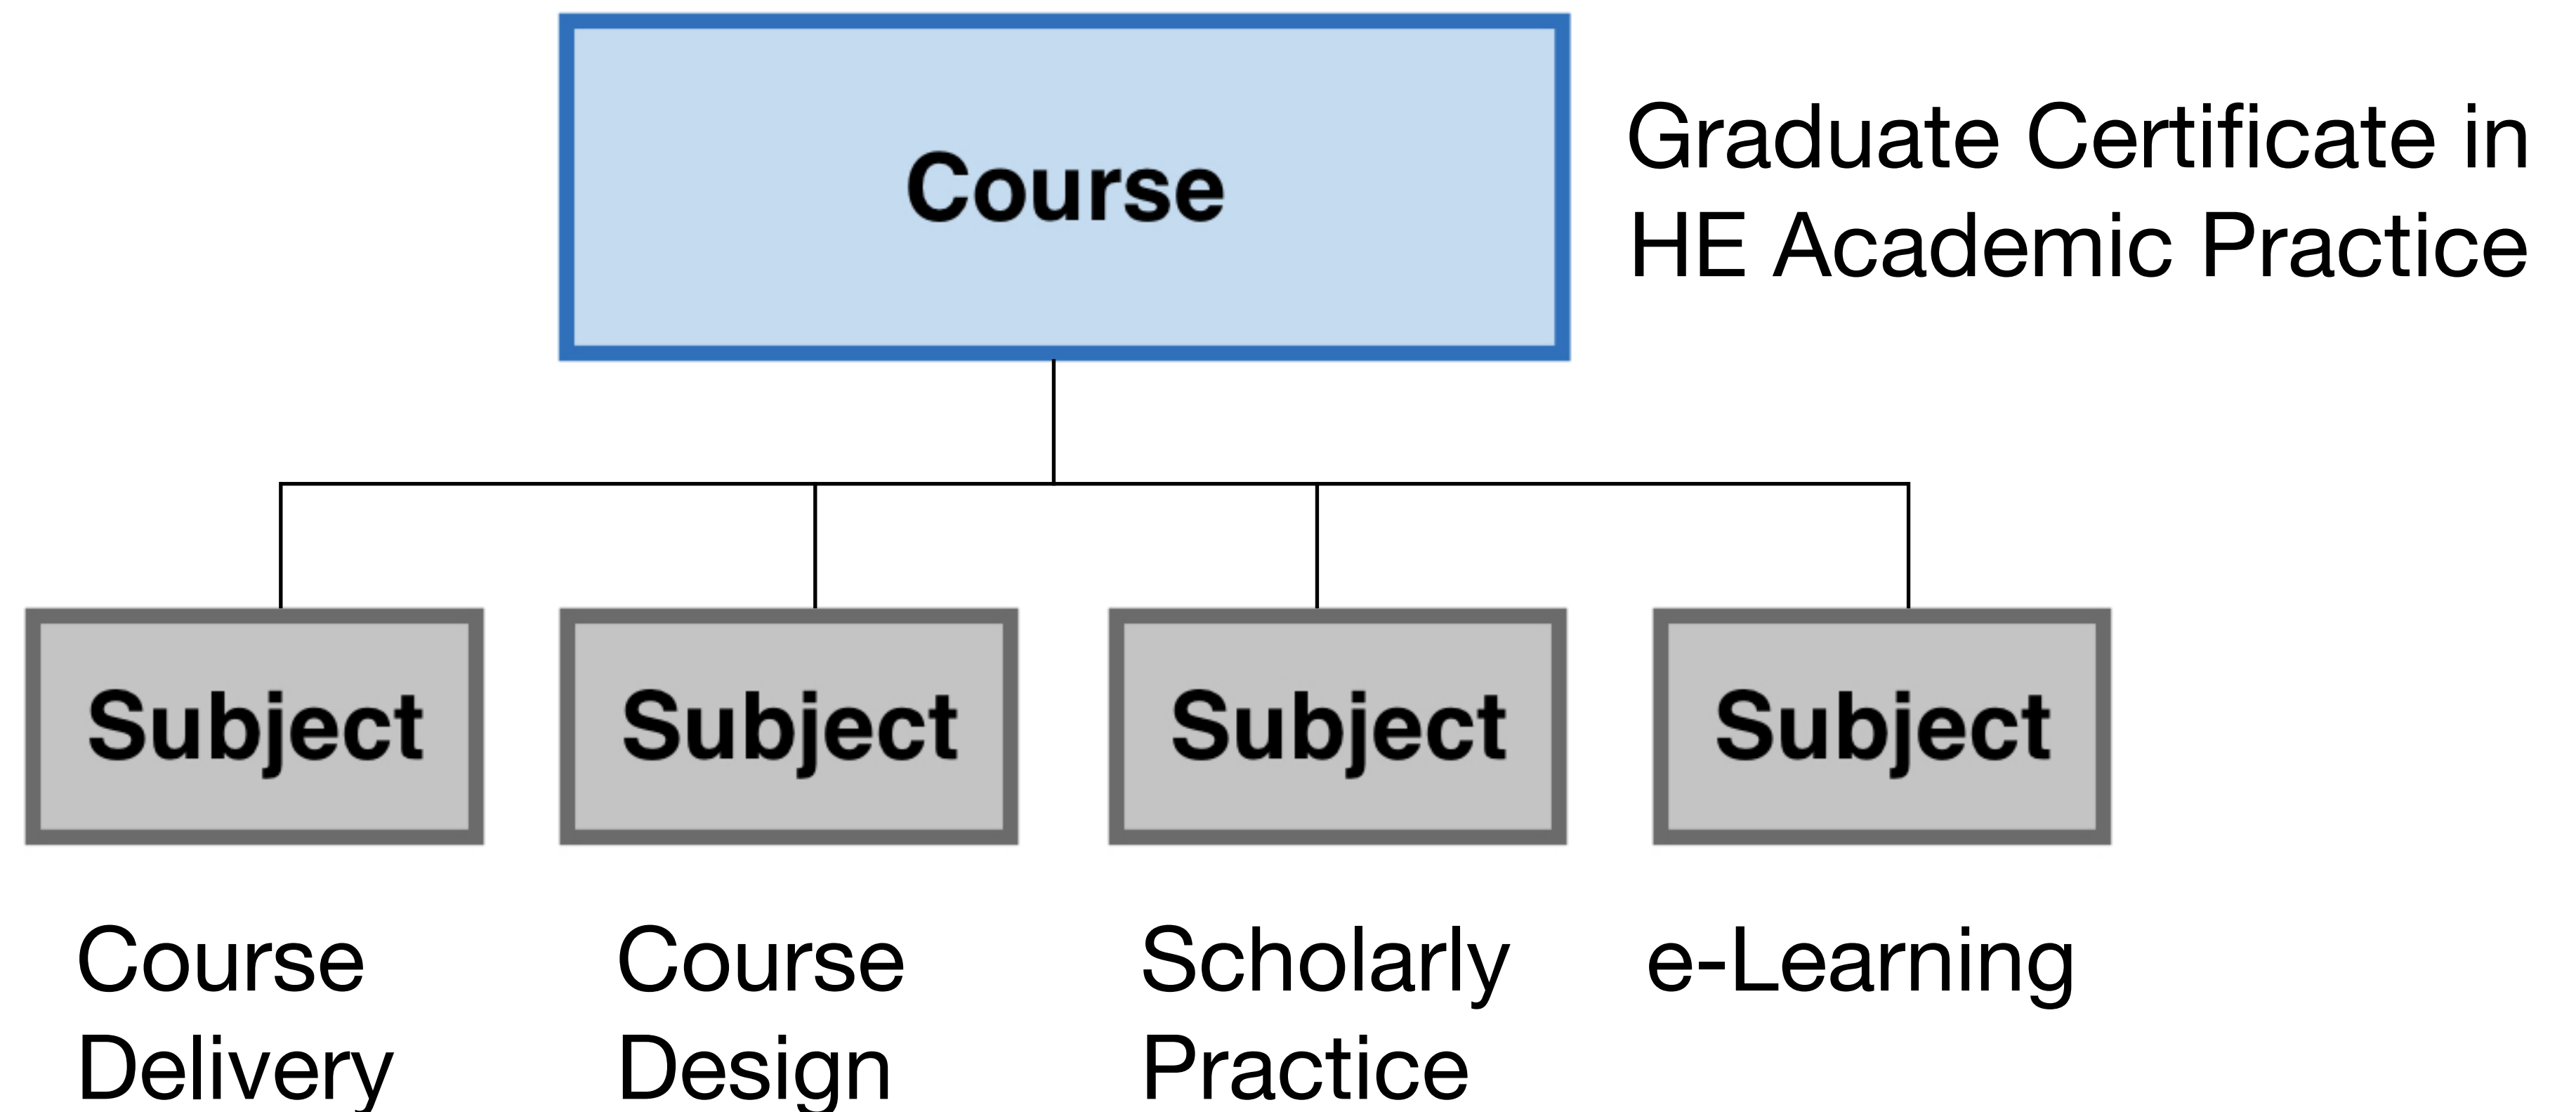 Course
Graduate Certificate in
HE Academic Practice
Subject
Subject
Subject
Subject
Course
Delivery
Course
Design
Scholarly
Practice
e-Learning